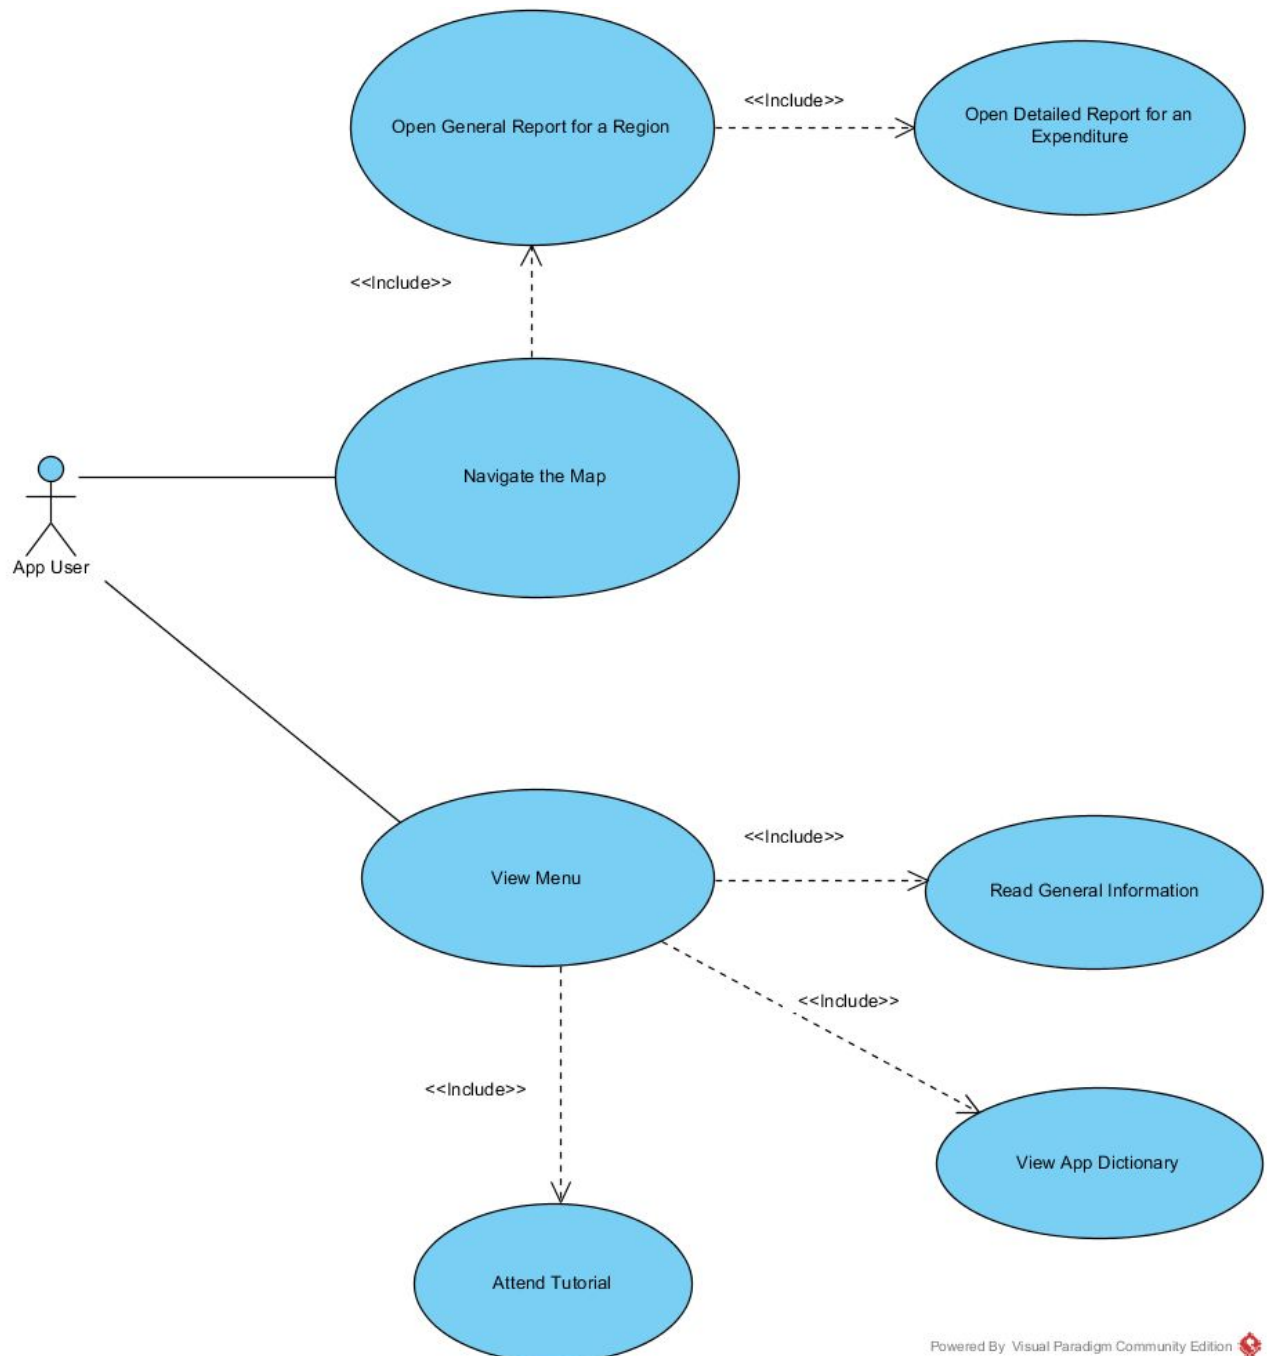 <<Include>>
Open General Report for a Region
Open Detailed Report for an
Expenditure
<<Include>>
Navigate the Map
App User
<<Include>>
View Menu
Read General Information
<<Include>>
<<Include>>
View App Dictionary
Attend Tutorial
Powered By Visual Paradigm Community Edition